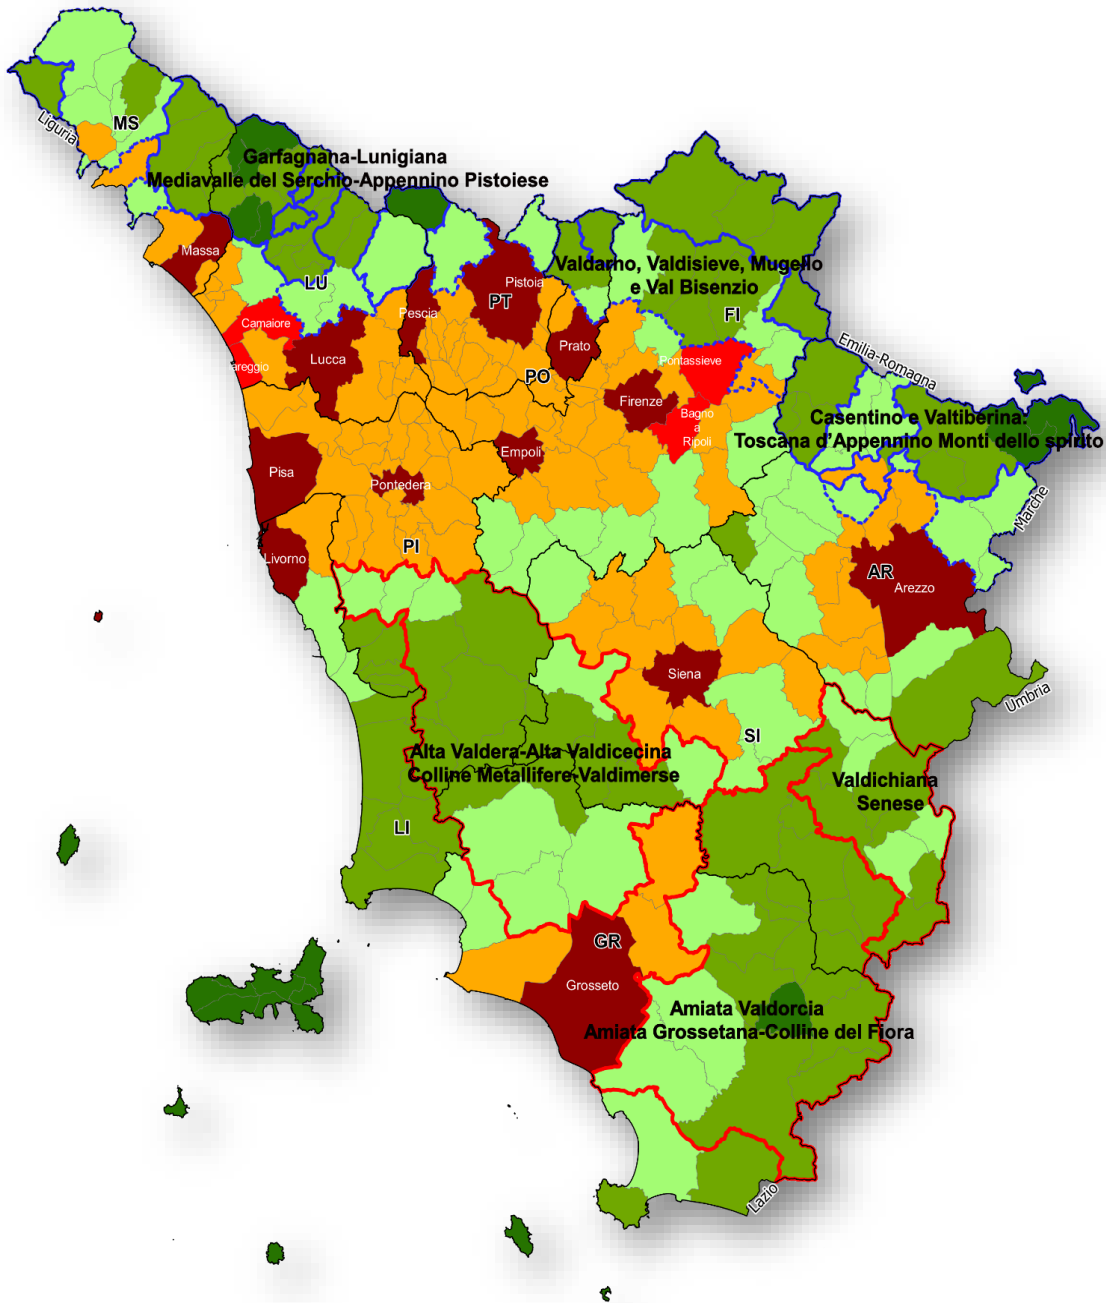 Liguria
MS
Garfagnana-Lunigiana
Mediavalle del Serchio-Appennino Pistoiese
Massa
LU
Pistoia
PT
Pescia
Camaiore
Lucca
areggio
Prato
PO
Valdarno, Valdisieve, Mugello
e Val Bisenzio
FI
Pontassieve
Firenze
Bagno
a
Ripoli
Emilia-Romagna
Casentino e Valtiberina:
Toscana d'Appennino Monti dello spirito
Marche
Empoli
Pisa
Pontedera
PI
Livorno
AR
Arezzo
Siena
Umbria
SI
Alta Valdera-Alta Valdicecina
Colline Metallifere-Valdimerse
Valdichiana
Senese
LI
GR
Grosseto
Amiata Valdorcia
Amiata Grossetana-Colline del Fiora
Lazio